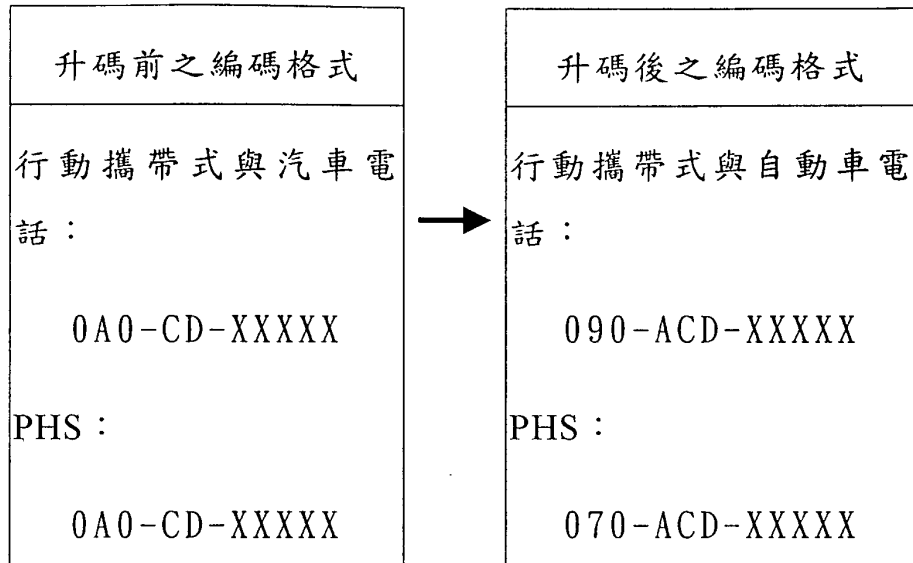 升碼前之編碼格式
行動攜帶式與汽車電
話：
0A0-CD-XXXXX
PHS：
0A0-CD-XXXXX
升碼後之編碼格式
行動攜帶式與自動車電
話：
090-ACD-XXXXX
PHS：
070-ACD-XXXXX